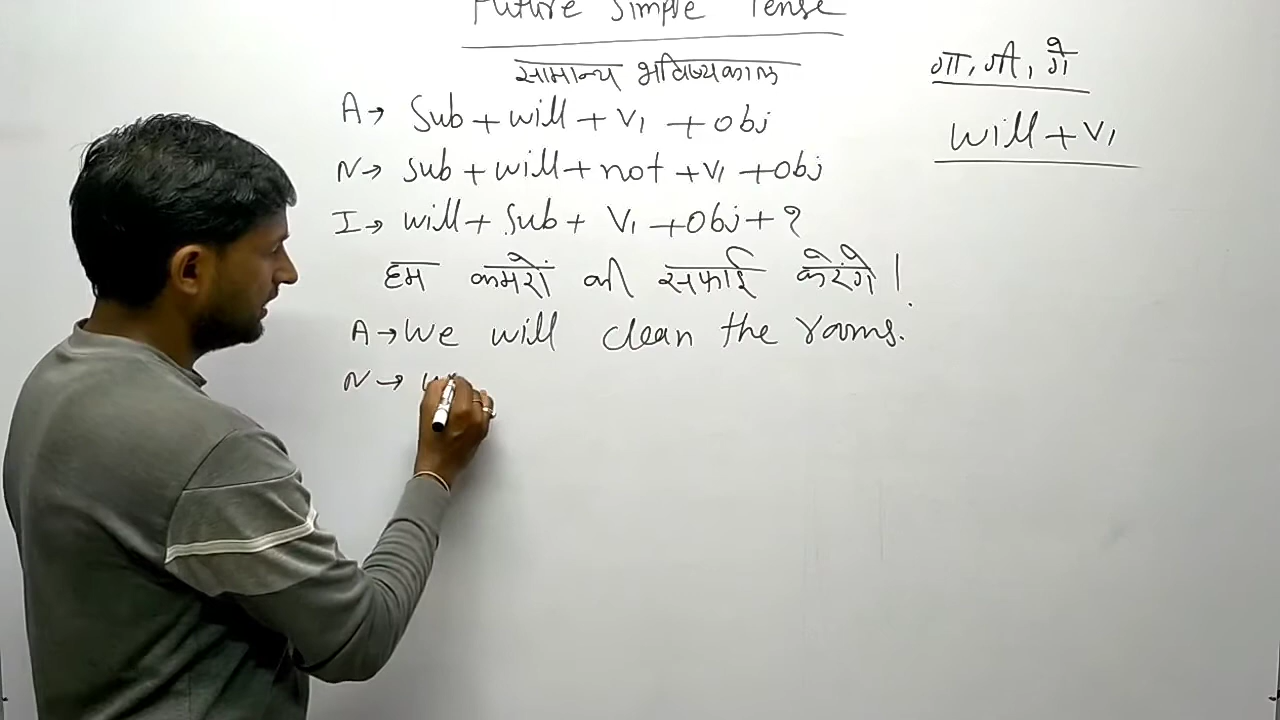 Future Simple Tense
सामान्य भविष्यकाल
गा, गी, गे
will + V1
A → Sub + will + V1 + obj
N → sub + will + not + V1 + obj
I → will + Sub + V1 + obj + ?
हम कमरों की सफाई करेंगे ।
A → We will clean the rooms.
N →